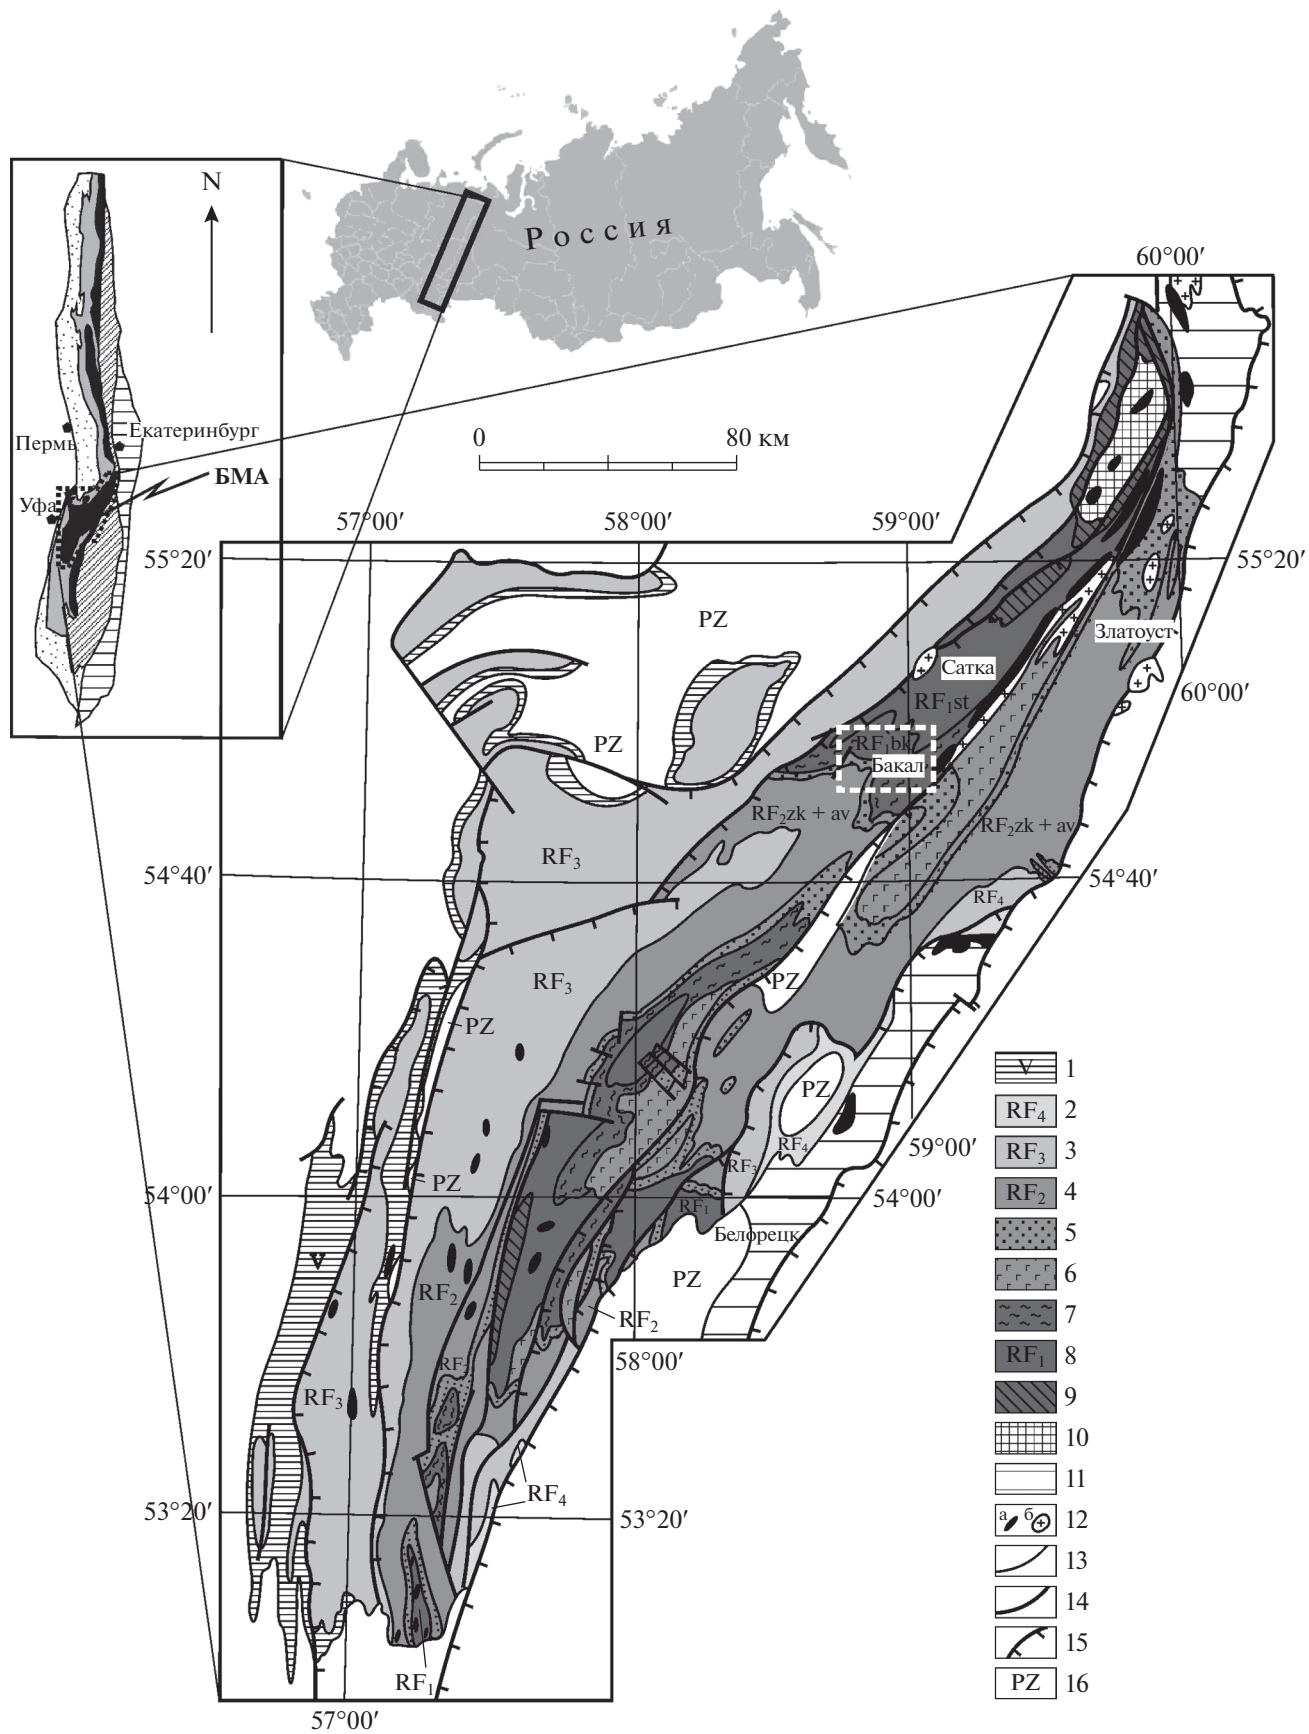 N
Россия
60°00′
Пермь
Екатеринбург
БМА
Уфа
0 80 км
57°00′ 58°00′ 59°00′
55°20′ 55°20′
PZ
Златоуст
Сатка
60°00′
RF₁st
PZ
RF₁bk
Бакал
RF₂zk + av
RF₂zk + av
RF₃
54°40′ 54°40′
RF₄
RF₃
PZ
PZ
V 1
PZ
RF₄ 2
RF₄
59°00′
RF₃ 3
RF₃
PZ
54°00′ 54°00′
RF₂ 4
RF₁
Белорецк
5
V
PZ
6
RF₂
RF₂
7
58°00′
RF₁ 8
RF₂
RF₃
9
10
11
RF₄
53°20′ 53°20′
а б 12
13
14
15
RF₁
PZ 16
57°00′